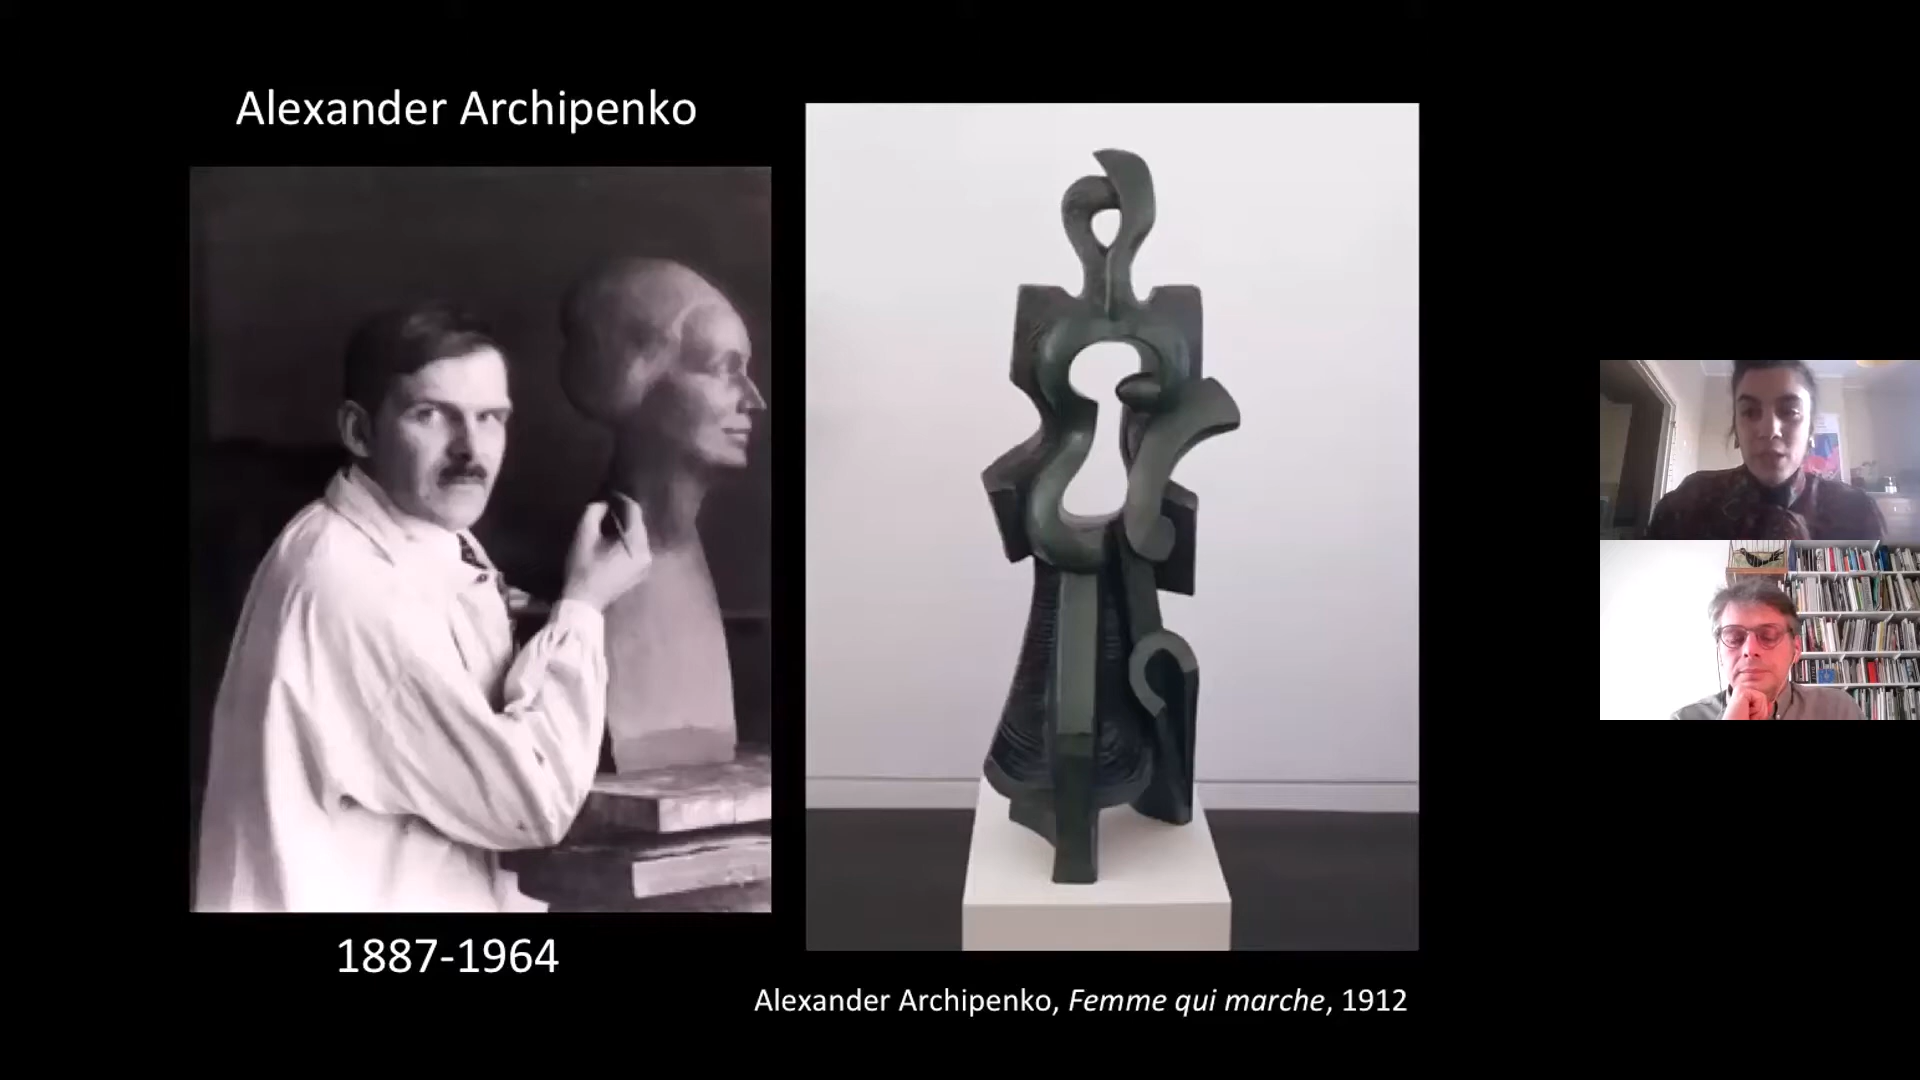 Alexander Archipenko
1887-1964
Alexander Archipenko, Femme qui marche, 1912